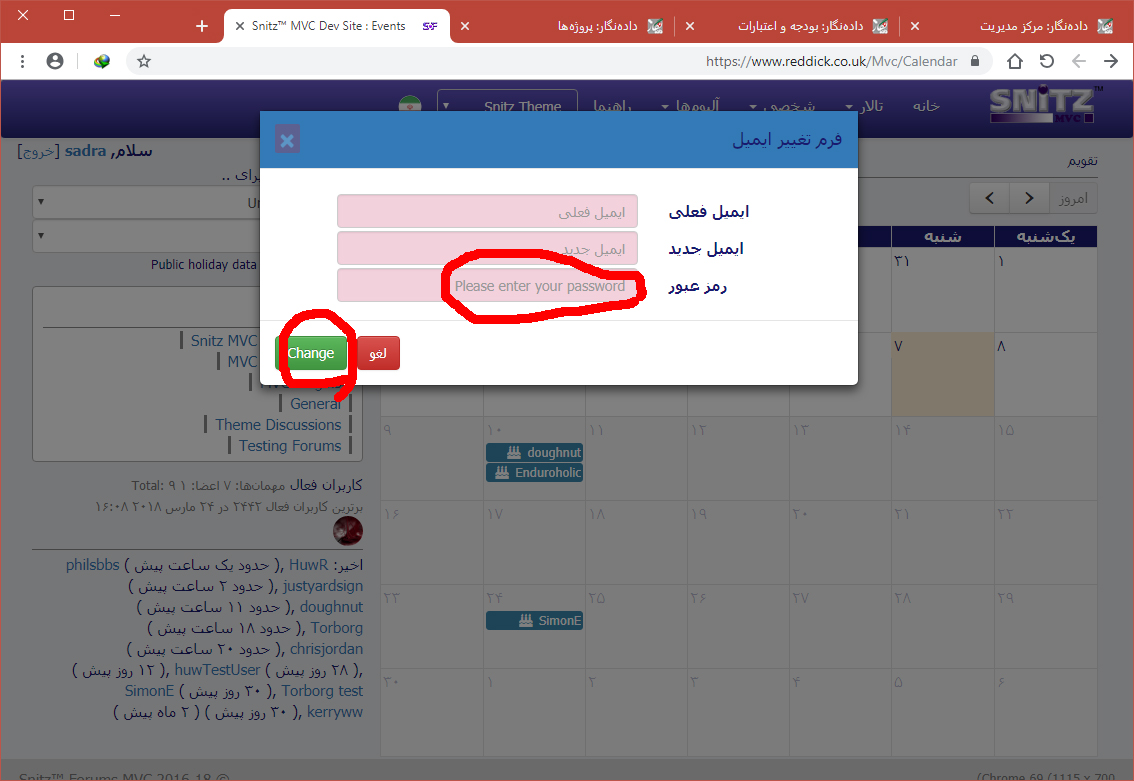 داده‌نگار: مرکز مدیریت
داده‌نگار: بودجه و اعتبارات
داده‌نگار: پروژه‌ها
Snitz™ MVC Dev Site : Events
https://www.reddick.co.uk/Mvc/Calendar
SNITZ™ MVC
خانه
تالار
شخصی
آلبوم‌ها
راهنما
Snitz Theme
سلام, sadra [خروج]
تقویم
امروز
فرم تغییر ایمیل
ایمیل فعلی
ایمیل فعلی
ایمیل جدید
ایمیل جدید
رمز عبور
Please enter your password
لغو
Change
برای ..
Public holiday data
یک‌شنبه
شنبه
۱
۳۱
۸
۷
۹ ۱۰ ۱۱ ۱۲ ۱۳ ۱۴ ۱۵
doughnut
Enduroholic
۱۶ ۱۷ ۱۸ ۱۹ ۲۰ ۲۱ ۲۲
۲۳ ۲۴ ۲۵ ۲۶ ۲۷ ۲۸ ۲۹
SimonE
۳۰ ۱ ۲ ۳ ۴ ۵ ۶
Snitz MVC
MVC
General
Theme Discussions
Testing Forums
کاربران فعال مهمان‌ها: ۷ اعضا: ۱ Total: ۹
برترین کاربران فعال ۲۴۴۲ در ۲۴ مارس ۲۰۱۸ ۱۶:۰۸
اخیر: HuwR ,( حدود یک ساعت پیش ) philsbbs
justyardsign ,( حدود ۲ ساعت پیش )
doughnut ,( حدود ۱۱ ساعت پیش )
Torborg ,( حدود ۱۸ ساعت پیش )
chrisjordan ,( حدود ۲۰ ساعت پیش )
,( ۲۸ روز پیش ) huwTestUser ,( ۱۲ روز پیش )
Torborg test ,( ۳۰ روز پیش ) SimonE
kerryww ,( ۳۰ روز پیش ) ( ۲ ماه پیش )
Snitz™ Forums MVC 2016-18 ©
(Chrome 69 (1115 x 700